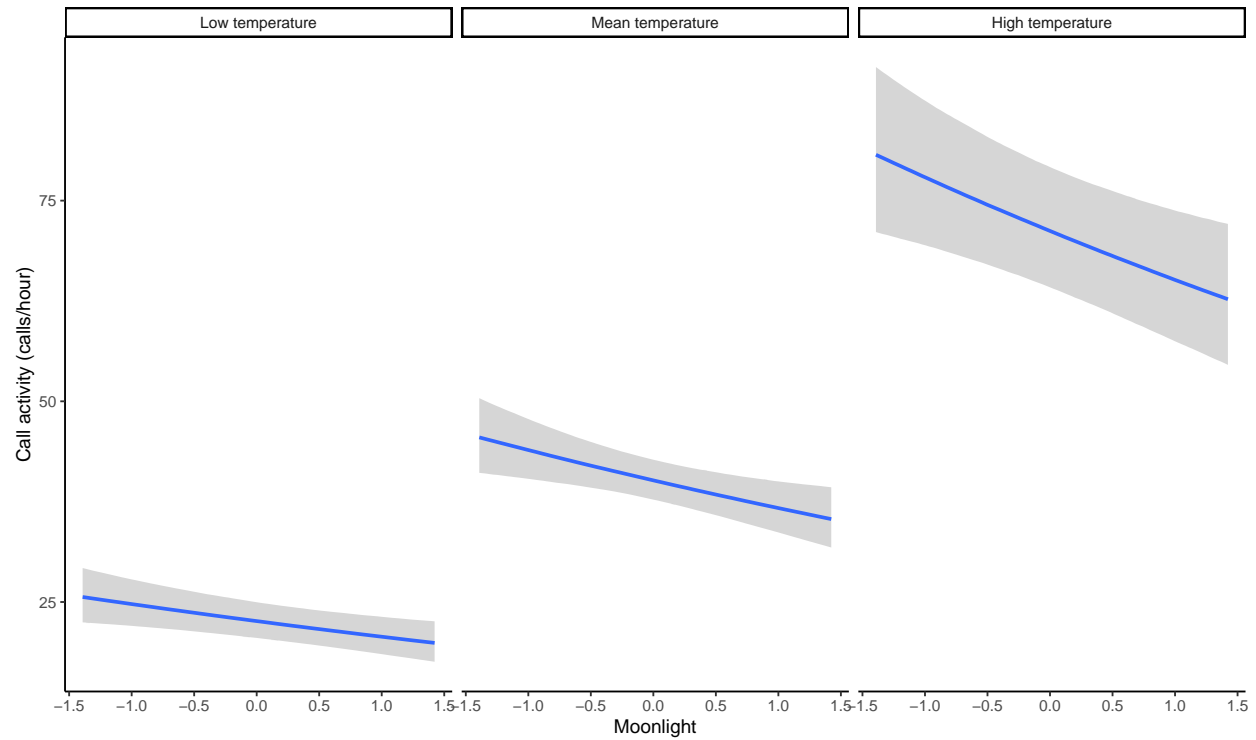 Low temperature
Mean temperature
High temperature
Call activity (calls/hour)
75
50
25
−1.5 −1.0 −0.5 0.0 0.5 1.0 1.5
−1.5 −1.0 −0.5 0.0 0.5 1.0 1.5
−1.5 −1.0 −0.5 0.0 0.5 1.0 1.5
Moonlight